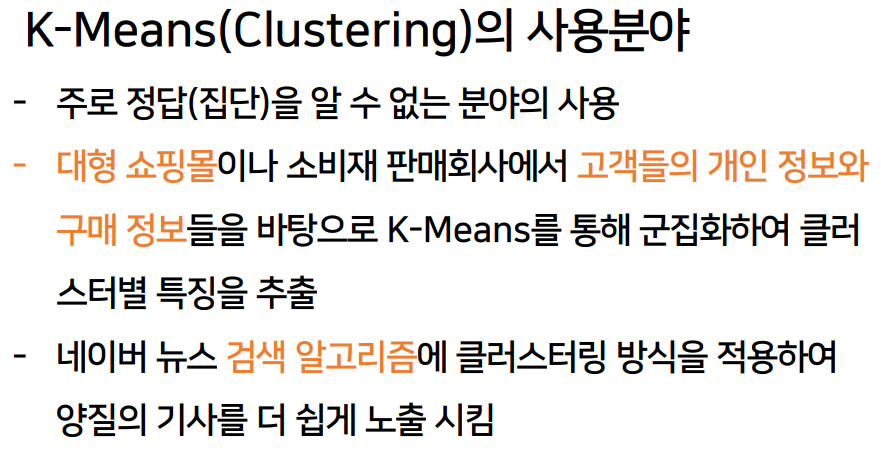 K-Means(Clustering)의 사용분야
- 주로 정답(집단)을 알 수 없는 분야의 사용
- 대형 쇼핑몰이나 소비재 판매회사에서 고객들의 개인 정보와
구매 정보들을 바탕으로 K-Means를 통해 군집화하여 클러
스터별 특징을 추출
- 네이버 뉴스 검색 알고리즘에 클러스터링 방식을 적용하여
양질의 기사를 더 쉽게 노출 시킴